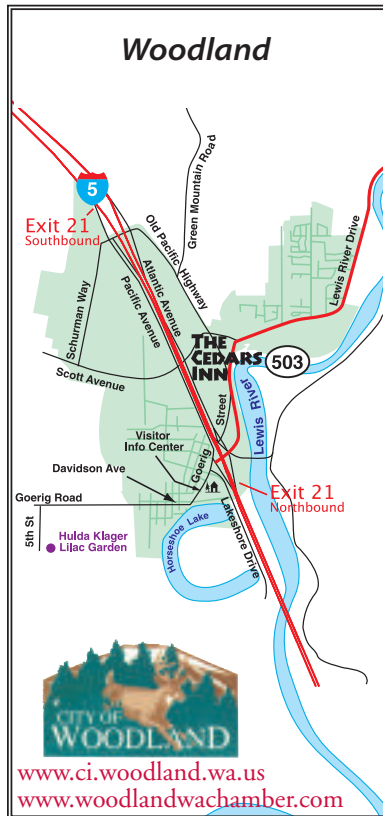 Woodland
Green Mountain Road
5
Exit 21
Southbound
Old Pacific Highway
Lewis River Drive
Atlantic Avenue
Pacific Avenue
Schurman Way
THE
CEDARS
INN
503
Scott Avenue
Lewis River
Street
Visitor
Info Center
Goerig
Davidson Ave
Exit 21
Northbound
Goerig Road
Horseshoe Lake
Lakeshore Drive
5th St
Hulda Klager
Lilac Garden
CITY OF
WOODLAND
www.ci.woodland.wa.us
www.woodlandwachamber.com